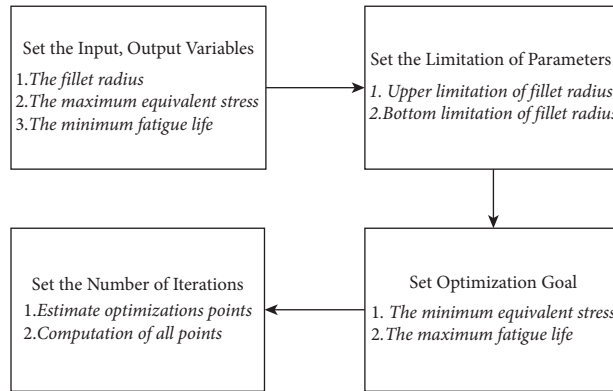 Set the Input, Output Variables
1.The fillet radius
2.The maximum equivalent stress
3.The minimum fatigue life
Set the Limitation of Parameters
1. Upper limitation of fillet radius
2.Bottom limitation of fillet radius
Set the Number of Iterations
1.Estimate optimizations points
2.Computation of all points
Set Optimization Goal
1. The minimum equivalent stress
2.The maximum fatigue life